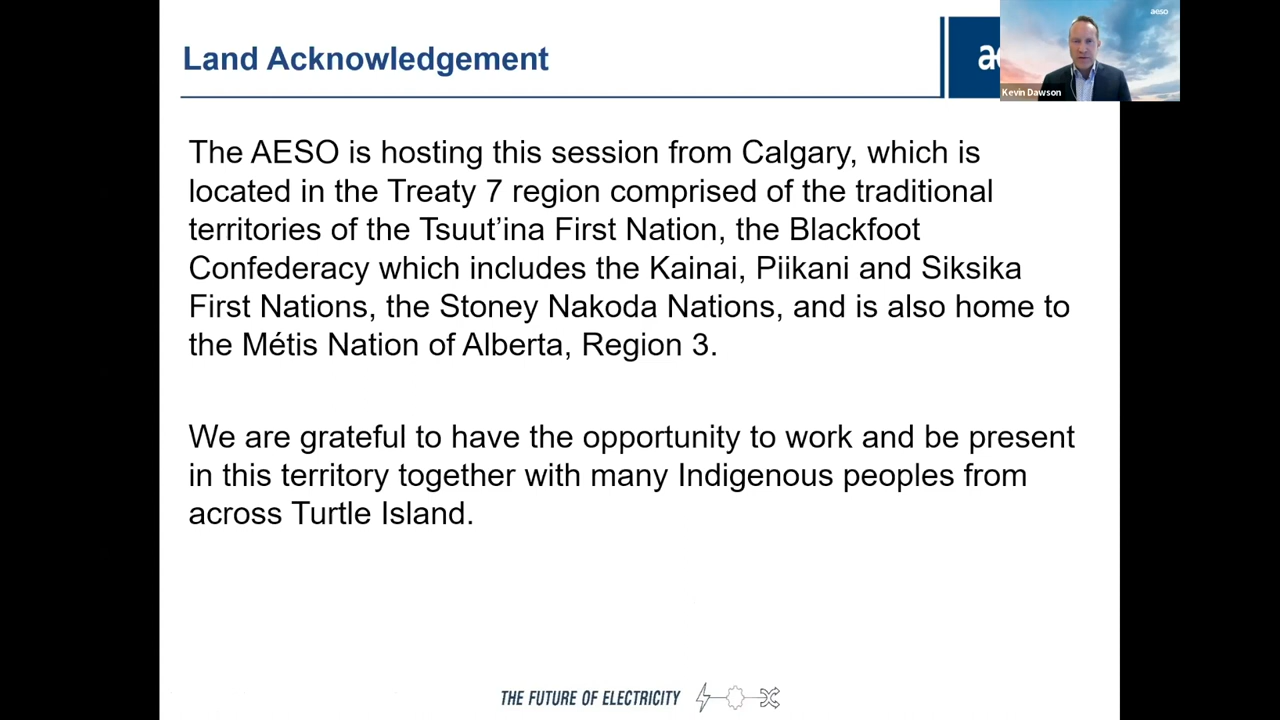 Land Acknowledgement
aeso
Kevin Dawson
The AESO is hosting this session from Calgary, which is
located in the Treaty 7 region comprised of the traditional
territories of the Tsuut’ina First Nation, the Blackfoot
Confederacy which includes the Kainai, Piikani and Siksika
First Nations, the Stoney Nakoda Nations, and is also home to
the Métis Nation of Alberta, Region 3.
We are grateful to have the opportunity to work and be present
in this territory together with many Indigenous peoples from
across Turtle Island.
THE FUTURE OF ELECTRICITY